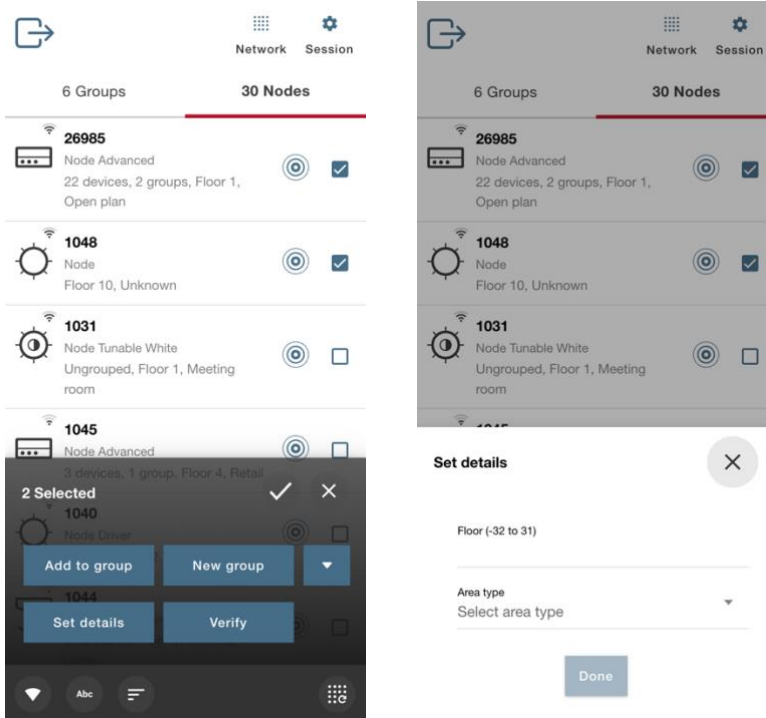 Network Session
6 Groups 30 Nodes
26985
Node Advanced
22 devices, 2 groups, Floor 1,
Open plan
1048
Node
Floor 10, Unknown
1031
Node Tunable White
Ungrouped, Floor 1, Meeting
room
1045
Node Advanced
3 devices, 1 group, Floor 4, Retail
2 Selected
1040
Node Driver
Add to group New group
1044
Set details Verify
Abc
Network Session
6 Groups 30 Nodes
26985
Node Advanced
22 devices, 2 groups, Floor 1,
Open plan
1048
Node
Floor 10, Unknown
1031
Node Tunable White
Ungrouped, Floor 1, Meeting
room
Set details
Floor (-32 to 31)
Area type
Select area type
Done